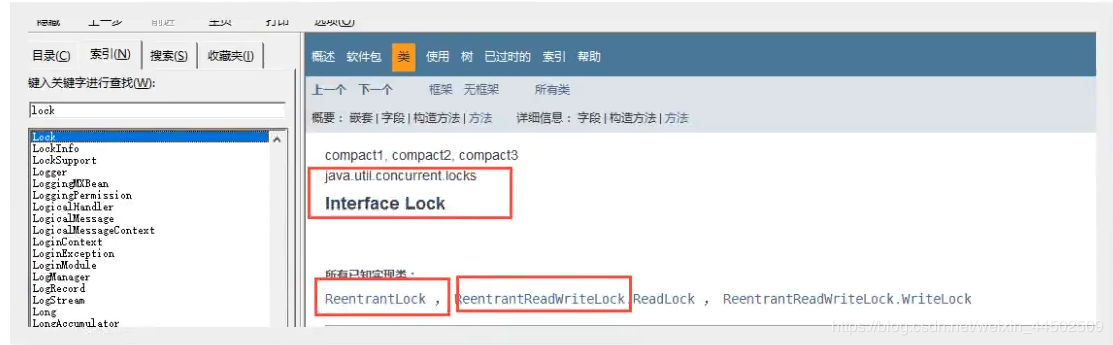 隐藏 上一步 前进 主页 打印 选项(O)
目录(C) 索引(N) 搜索(S) 收藏夹(I)
键入关键字进行查找(W):
lock
Lock
LockInfo
LockSupport
Logger
LoggingMXBean
LoggingPermission
LogicalHandler
LogicalMessage
LogicalMessageContext
LoginContext
LoginException
LoginModule
LogManager
LogRecord
LogStream
Long
LongAccumulator
概述 软件包 类 使用 树 已过时的 索引 帮助
上一个 下一个 框架 无框架 所有类
概要： 嵌套 | 字段 | 构造方法 | 方法 详细信息： 字段 | 构造方法 | 方法
compact1, compact2, compact3
java.util.concurrent.locks
Interface Lock
所有已知实现类：
ReentrantLock ， ReentrantReadWriteLock.ReadLock ， ReentrantReadWriteLock.WriteLock
https://blog.csdn.net/weixin_44502509